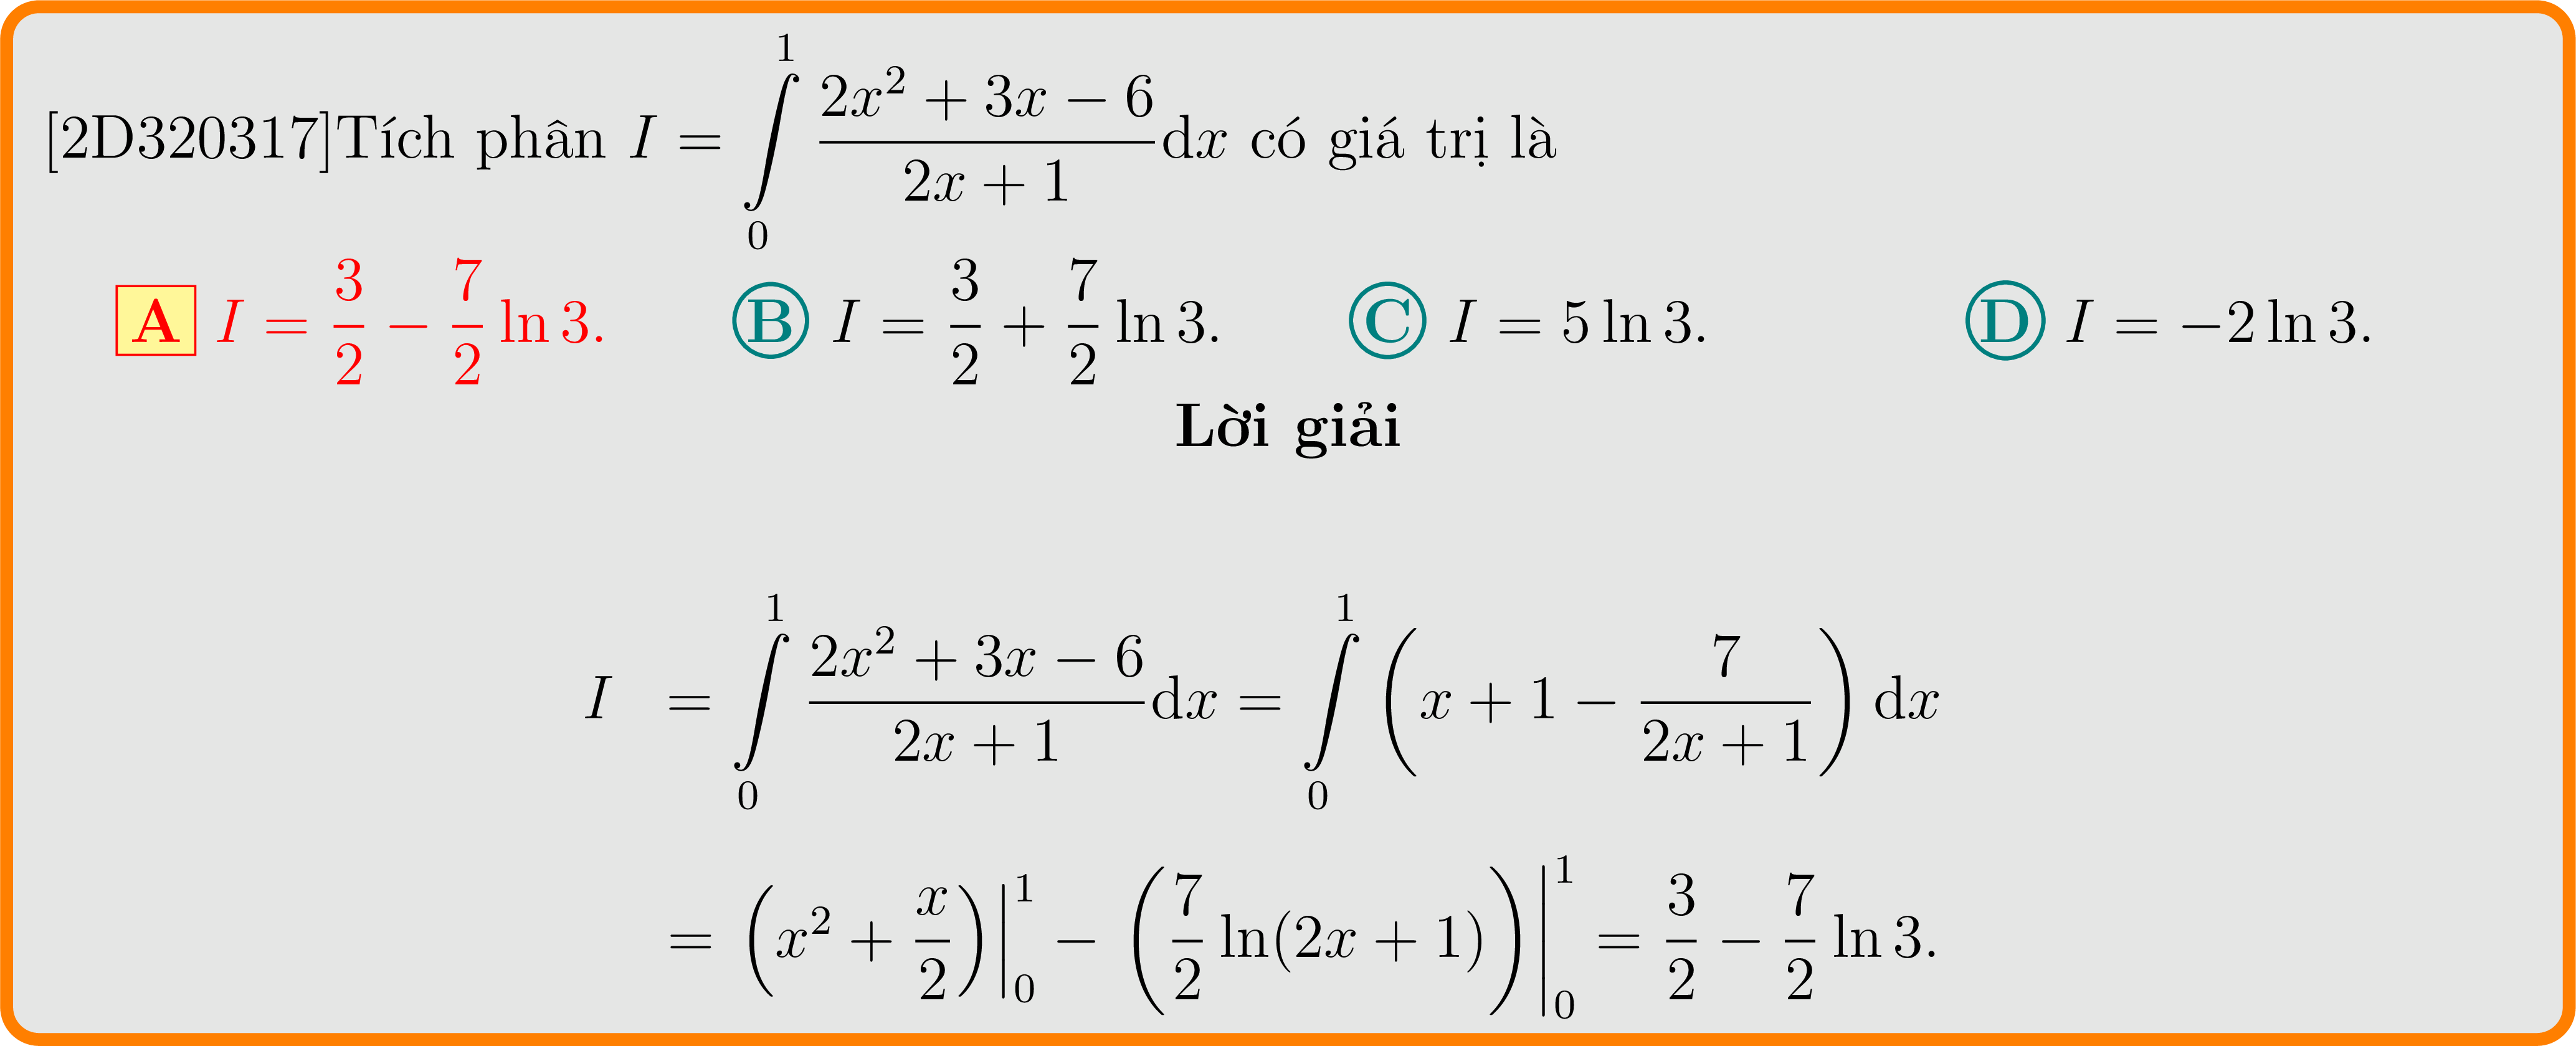 [2D320317]Tích phân $I = \int\limits_0^1 \frac{2x^2 + 3x - 6}{2x + 1}\mathrm{d}x$ có giá trị là
A $I = \frac{3}{2} - \frac{7}{2}\ln 3.$ B $I = \frac{3}{2} + \frac{7}{2}\ln 3.$ C $I = 5\ln 3.$ D $I = -2\ln 3.$
Lời giải
$I = \int\limits_0^1 \frac{2x^2 + 3x - 6}{2x + 1}\mathrm{d}x = \int\limits_0^1 \left(x + 1 - \frac{7}{2x + 1}\right)\mathrm{d}x$
$= \left(x^2 + \frac{x}{2}\right)\Big|_0^1 - \left(\frac{7}{2}\ln(2x + 1)\right)\Big|_0^1 = \frac{3}{2} - \frac{7}{2}\ln 3.$